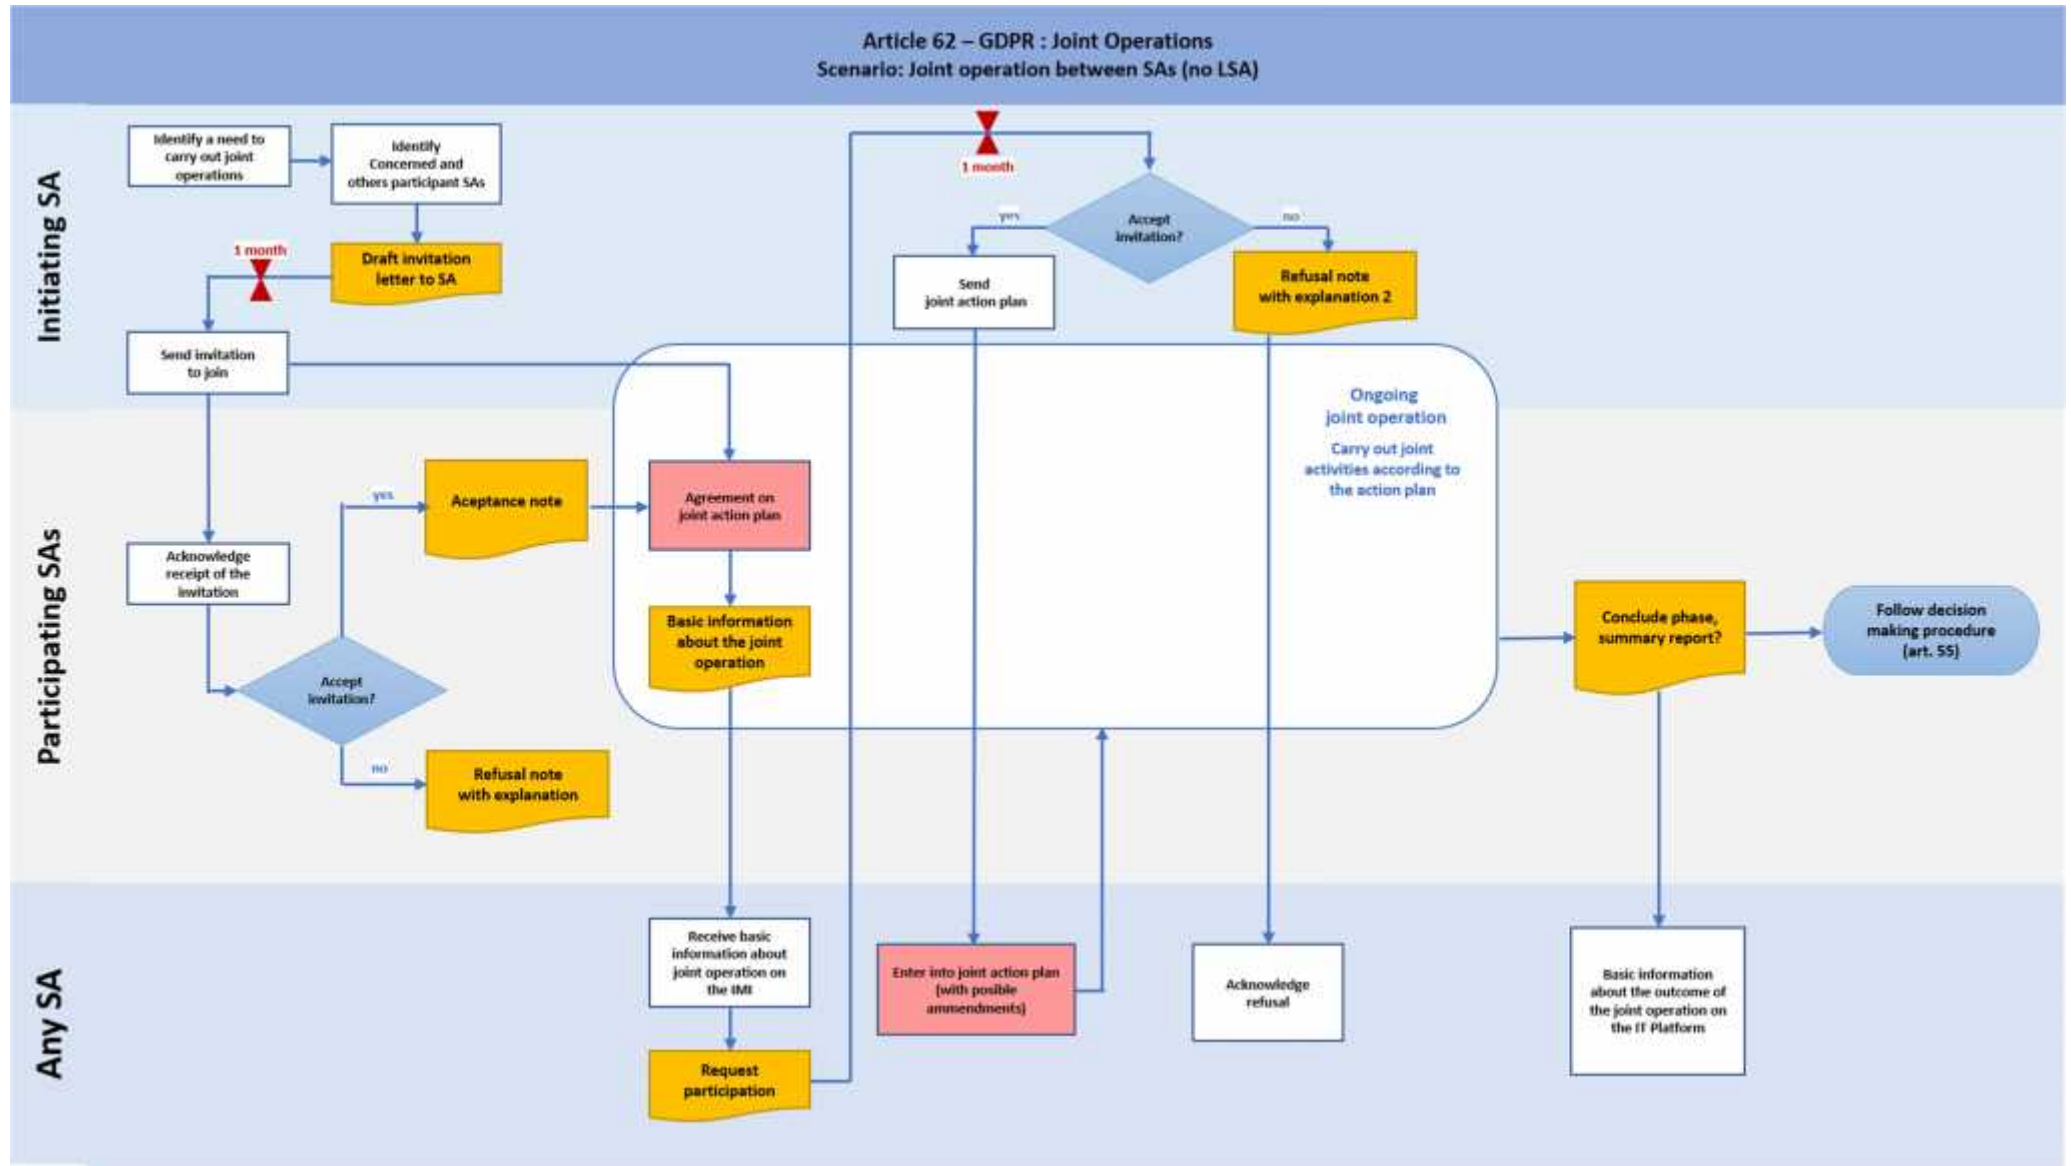 Article 62 – GDPR : Joint Operations
Scenario: Joint operation between SAs (no LSA)
Initiating SA
Identify a need to
carry out joint
operations
Identify
Concerned and
others participant SAs
1 month
Draft invitation
letter to SA
Send invitation
to join
1 month
Accept
invitation?
yes
no
Send
joint action plan
Refusal note
with explanation 2
Ongoing
joint operation
Carry out joint
activities according to
the action plan
Participating SAs
Acknowledge
receipt of the
invitation
Accept
invitation?
yes
Aceptance note
no
Refusal note
with explanation
Agreement on
joint action plan
Basic information
about the joint
operation
Conclude phase,
summary report?
Follow decision
making procedure
(art. 55)
Any SA
Receive basic
information about
joint operation on
the IMI
Request
participation
Enter into joint action plan
(with posible
ammendments)
Acknowledge
refusal
Basic information
about the outcome of
the joint operation on
the IT Platform